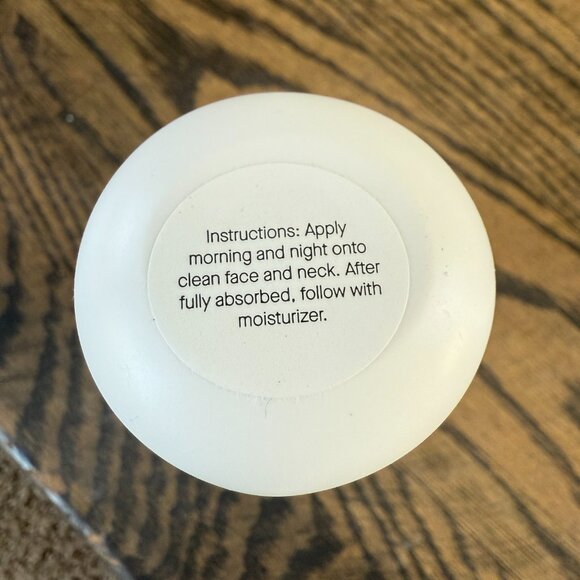 Instructions: Apply
morning and night onto
clean face and neck. After
fully absorbed, follow with
moisturizer.